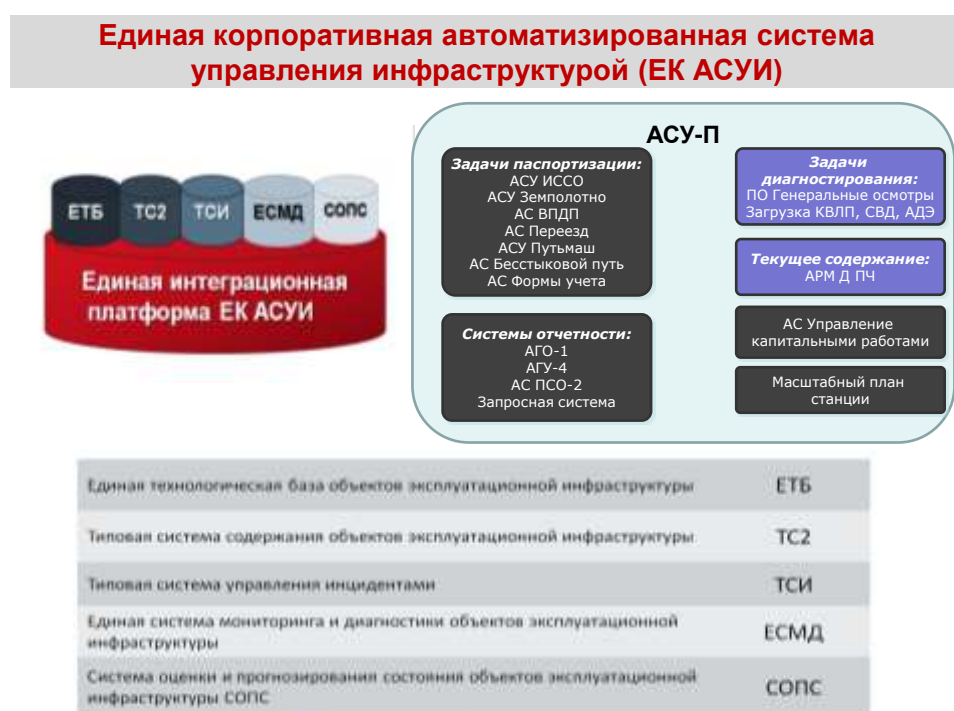 Единая корпоративная автоматизированная система
управления инфраструктурой (ЕК АСУИ)
ЕТБ
ТС2
ТСИ
ЕСМД
СОПС
Единая интеграционная
платформа ЕК АСУИ
АСУ-П
Задачи паспортизации:
АСУ ИССО
АСУ Земполотно
АС ВПДП
АС Переезд
АСУ Путьмаш
АС Бесстыковой путь
АС Формы учета
Системы отчетности:
АГО-1
АГУ-4
АС ПСО-2
Запросная система
Задачи
диагностирования:
ПО Генеральные осмотры
Загрузка КВЛП, СВД, АДЭ
Текущее содержание:
АРМ Д ПЧ
АС Управление
капитальными работами
Масштабный план
станции
Единая технологическая база объектов эксплуатационной инфраструктуры ЕТБ
Типовая система содержания объектов эксплуатационной инфраструктуры ТС2
Типовая система управления инцидентами ТСИ
Единая система мониторинга и диагностики объектов эксплуатационной
инфраструктуры ЕСМД
Система оценки и прогнозирования состояния объектов эксплуатационной
инфраструктуры СОПС СОПС